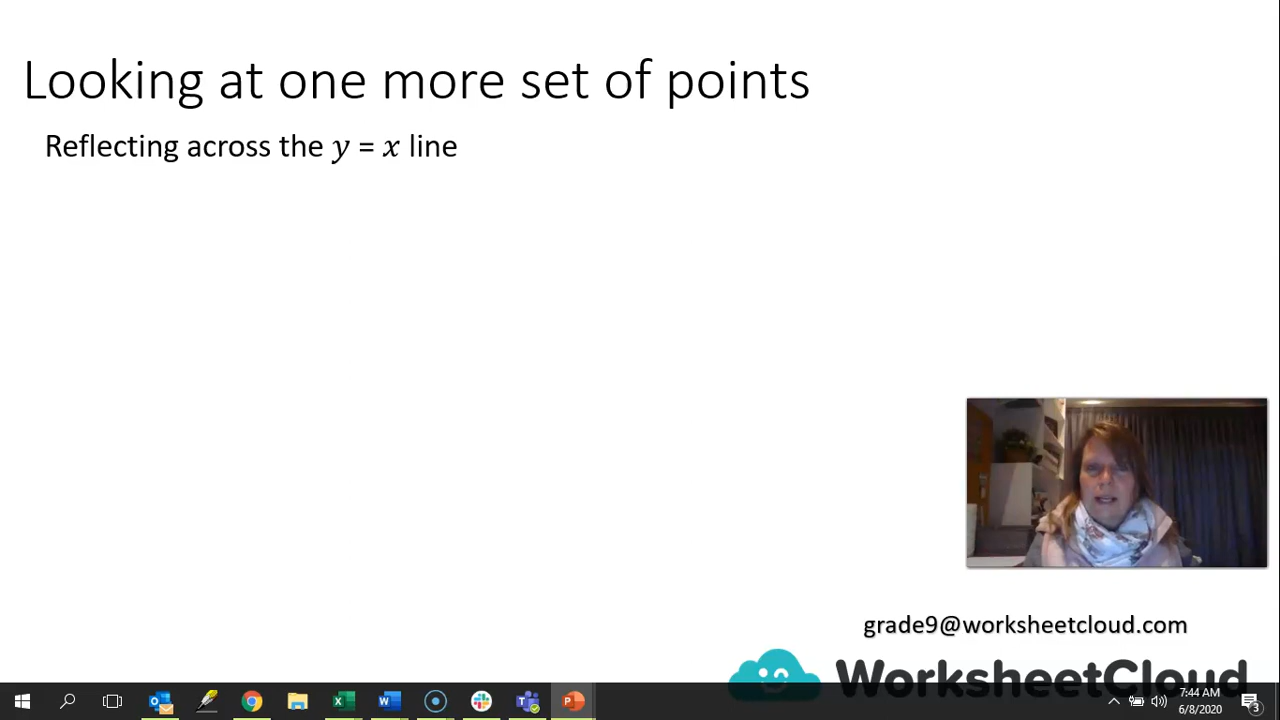 Looking at one more set of points
Reflecting across the y = x line
grade9@worksheetcloud.com
WorksheetCloud
7:44 AM
6/8/2020
3